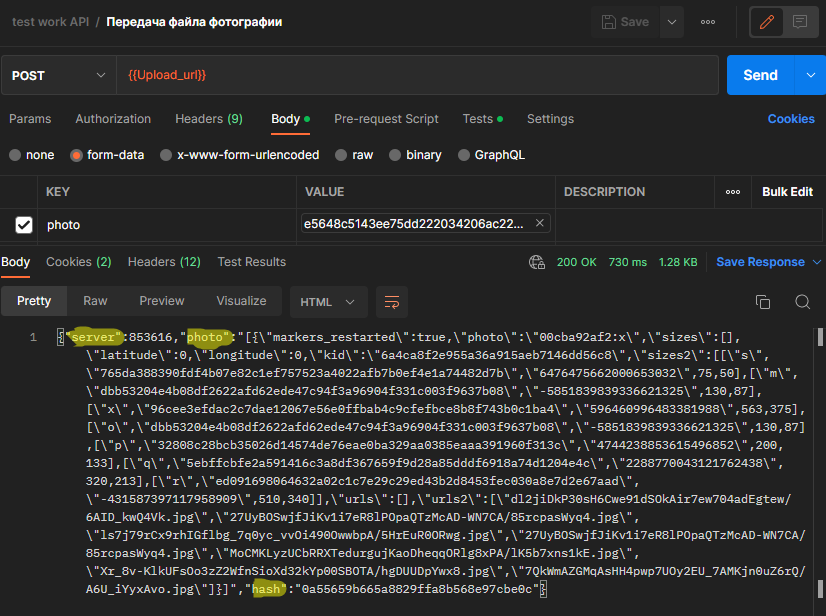 test work API / Передача файла фотографии
Save
POST {{Upload_url}} Send
Params Authorization Headers (9) Body Pre-request Script Tests Settings Cookies
none form-data x-www-form-urlencoded raw binary GraphQL
KEY VALUE DESCRIPTION Bulk Edit
photo e5648c5143ee75dd222034206ac22...
Body Cookies (2) Headers (12) Test Results 200 OK 730 ms 1.28 KB Save Response
Pretty Raw Preview Visualize HTML
1 {"server":853616,"photo":"[{\"markers_restarted\":true,\"photo\":\"00cba92af2:x\",\"sizes\":[],
\"latitude\":0,\"longitude\":0,\"kid\":\"6a4ca8f2e955a36a915aeb7146dd56c8\",\"sizes2\":[[\"s\",
\"765da388390fdf4b07e82c1ef757523a4022afb7b0ef4e1a74482d7b\",\"6476475662000653032\",75,50],[\"m\",
\"dbb53204e4b08df2622afd62ede47c94f3a96904f331c003f9637b08\",\"-5851839839336621325\",130,87],
[\"x\",\"96cee3efdac2c7dae12067e56e0ffbab4c9cfefbce8b8f743b0c1ba4\",\"596460996483381988\",563,375],
[\"o\",\"dbb53204e4b08df2622afd62ede47c94f3a96904f331c003f9637b08\",\"-5851839839336621325\",130,87]
,[\"p\",\"32808c28bcb35026d14574de76eae0ba329aa0385eaaa391960f313c\",\"4744238853615496852\",200,
133],[\"q\",\"5ebffcbfe2a591416c3a8df367659f9d28a85dddf6918a74d1204e4c\",\"2288770043121762438\",
320,213],[\"r\",\"ed091698064632a02c1c7e29c29ed43b2d8453fec030a8e7d2e67aad\",
\"-431587397117958909\",510,340]],\"urls\":[],\"urls2\":[\"dl2jiDkP30sH6Cwe91dSOkAir7ew704adEgtew/
6AID_kwQ4Vk.jpg\",\"27UyBOSwjfJiKv1i7eR8lPOpaQTzMcAD-WN7CA/85rcpasWyq4.jpg\",
\"ls7j79rCx9rhIGflbg_7q0yc_vvOi490OwwbpA/5HrEuR0ORwg.jpg\",\"27UyBOSwjfJiKv1i7eR8lPOpaQTzMcAD-WN7CA/
85rcpasWyq4.jpg\",\"MoCMKLyzUCbRRXTedurgujKaoDheqqORlg8xPA/lK5b7xns1kE.jpg\",
\"Xr_8v-KlkUFsOo3zZ2WfnSioXd32kYp00SBOTA/hgDUUDpYwx8.jpg\",\"7QkWmAZGMqAsHH4pwp7UOy2EU_7AMKjn0uZ6rQ/
A6U_iYyxAvo.jpg\"]}]","hash":"0a55659b665a8829ffa8b568e97cbe0c"}